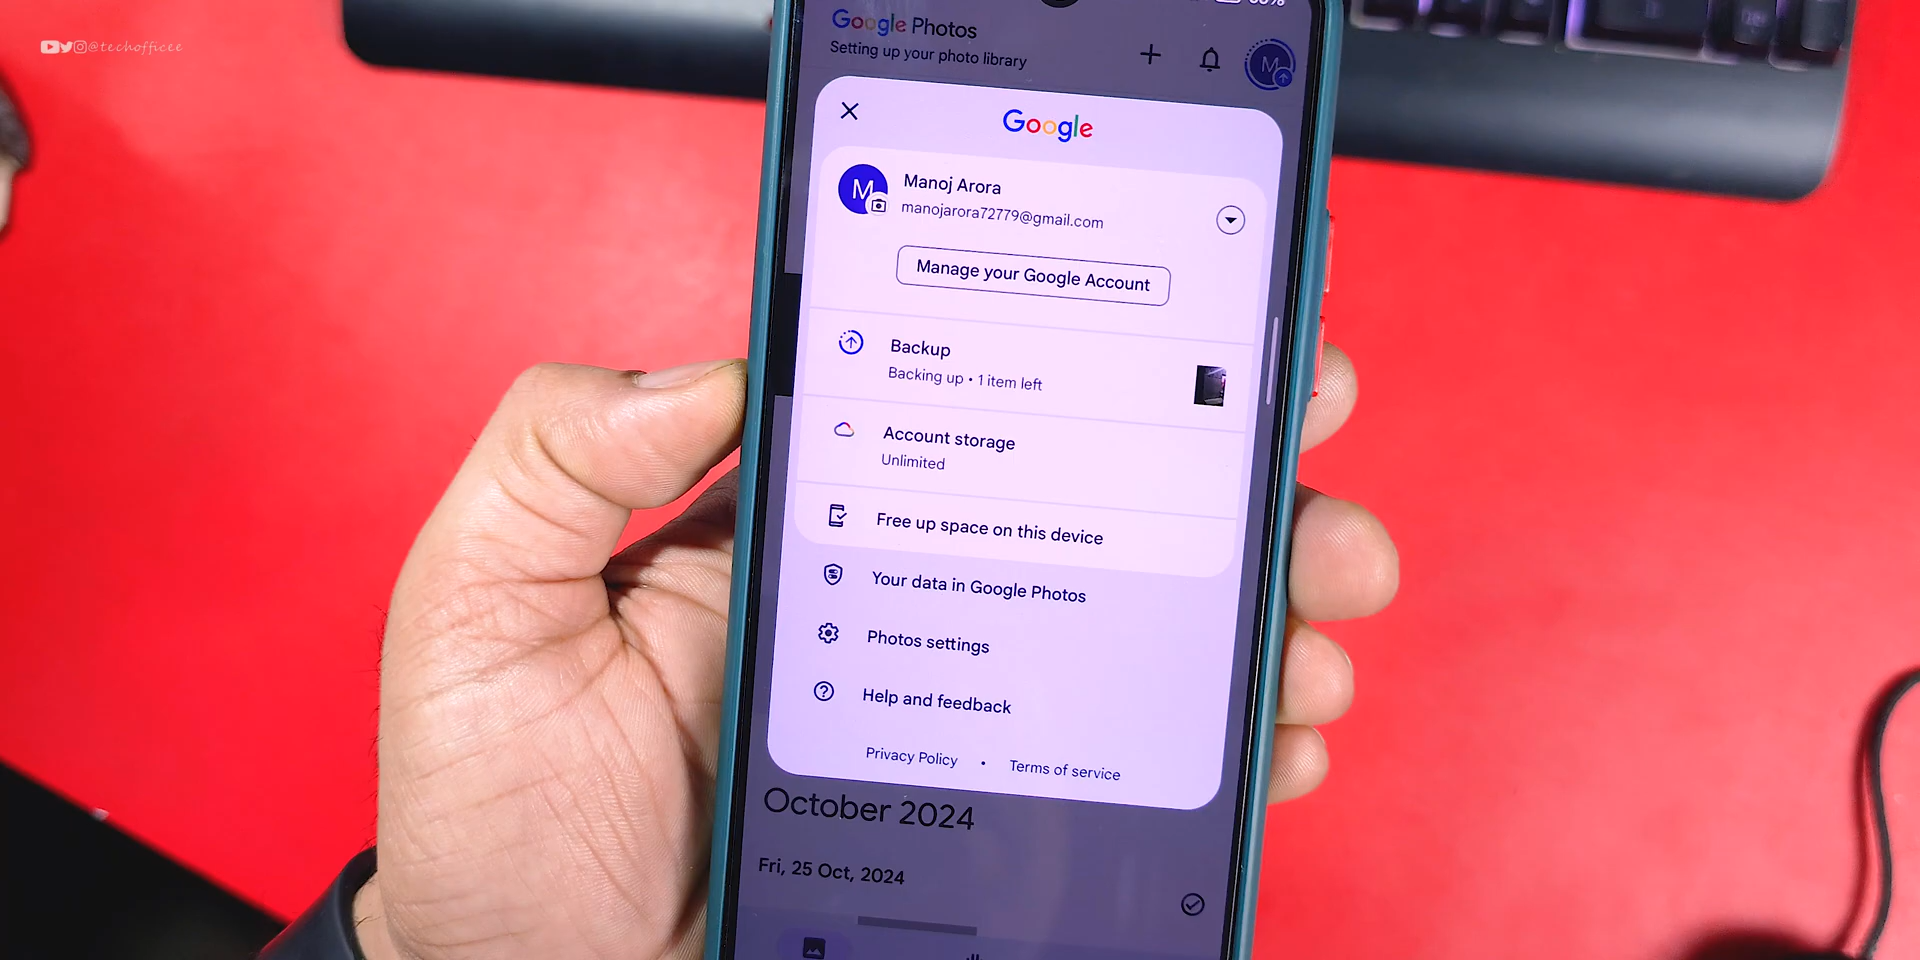 @techofficee
Google Photos
Setting up your photo library
M
Google
M
Manoj Arora
manojarora72779@gmail.com
Manage your Google Account
Backup
Backing up • 1 item left
Account storage
Unlimited
Free up space on this device
Your data in Google Photos
Photos settings
Help and feedback
Privacy Policy • Terms of service
October 2024
Fri, 25 Oct, 2024